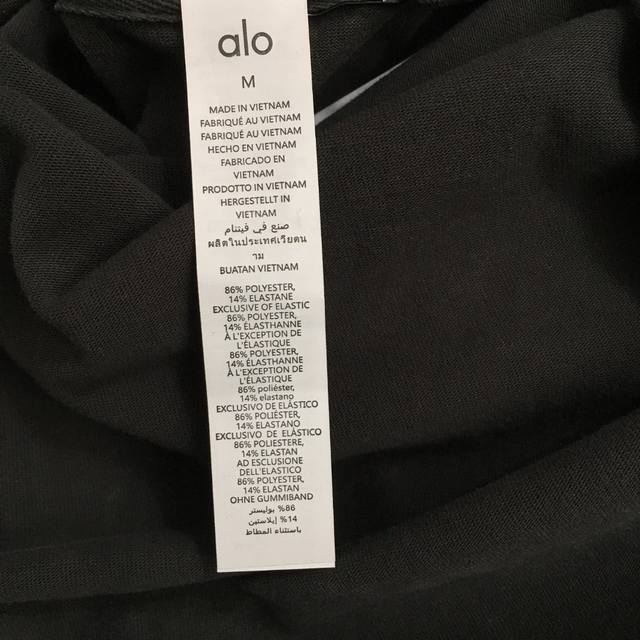 alo
M
MADE IN VIETNAM
FABRIQUÉ AU VIETNAM
FABRIQUÉ AU VIETNAM
HECHO EN VIETNAM
FABRICADO EN
VIETNAM
PRODOTTO IN VIETNAM
HERGESTELLT IN
VIETNAM
صنع في فيتنام
ผลิตในประเทศเวียดน
าม
BUATAN VIETNAM
86% POLYESTER,
14% ELASTANE
EXCLUSIVE OF ELASTIC
86% POLYESTER,
14% ÉLASTHANNE
À L'EXCEPTION DE
L'ÉLASTIQUE
86% POLYESTER,
14% ÉLASTHANNE
À L'EXCEPTION DE
L'ÉLASTIQUE
86% poliéster,
14% elastano
EXCLUSIVO DE ELÁSTICO
86% POLIÉSTER,
14% ELASTANO
EXCLUSIVO DE ELÁSTICO
86% POLIESTERE,
14% ELASTAN
AD ESCLUSIONE
DELL'ELASTICO
86% POLYESTER,
14% ELASTAN
OHNE GUMMIBAND
86% بوليستر
14% إيلاستين
باستثناء المطاط